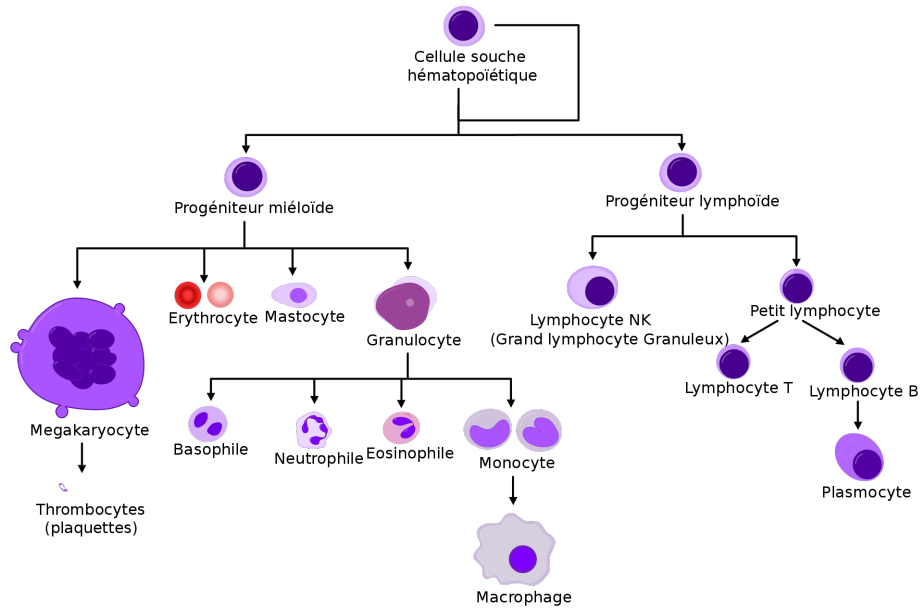 Cellule souche
hématopoïétique
Progéniteur miéloïde
Progéniteur lymphoïde
Erythrocyte
Mastocyte
Granulocyte
Lymphocyte NK
(Grand lymphocyte Granuleux)
Petit lymphocyte
Lymphocyte T
Lymphocyte B
Megakaryocyte
Basophile
Neutrophile
Eosinophile
Monocyte
Plasmocyte
Thrombocytes
(plaquettes)
Macrophage